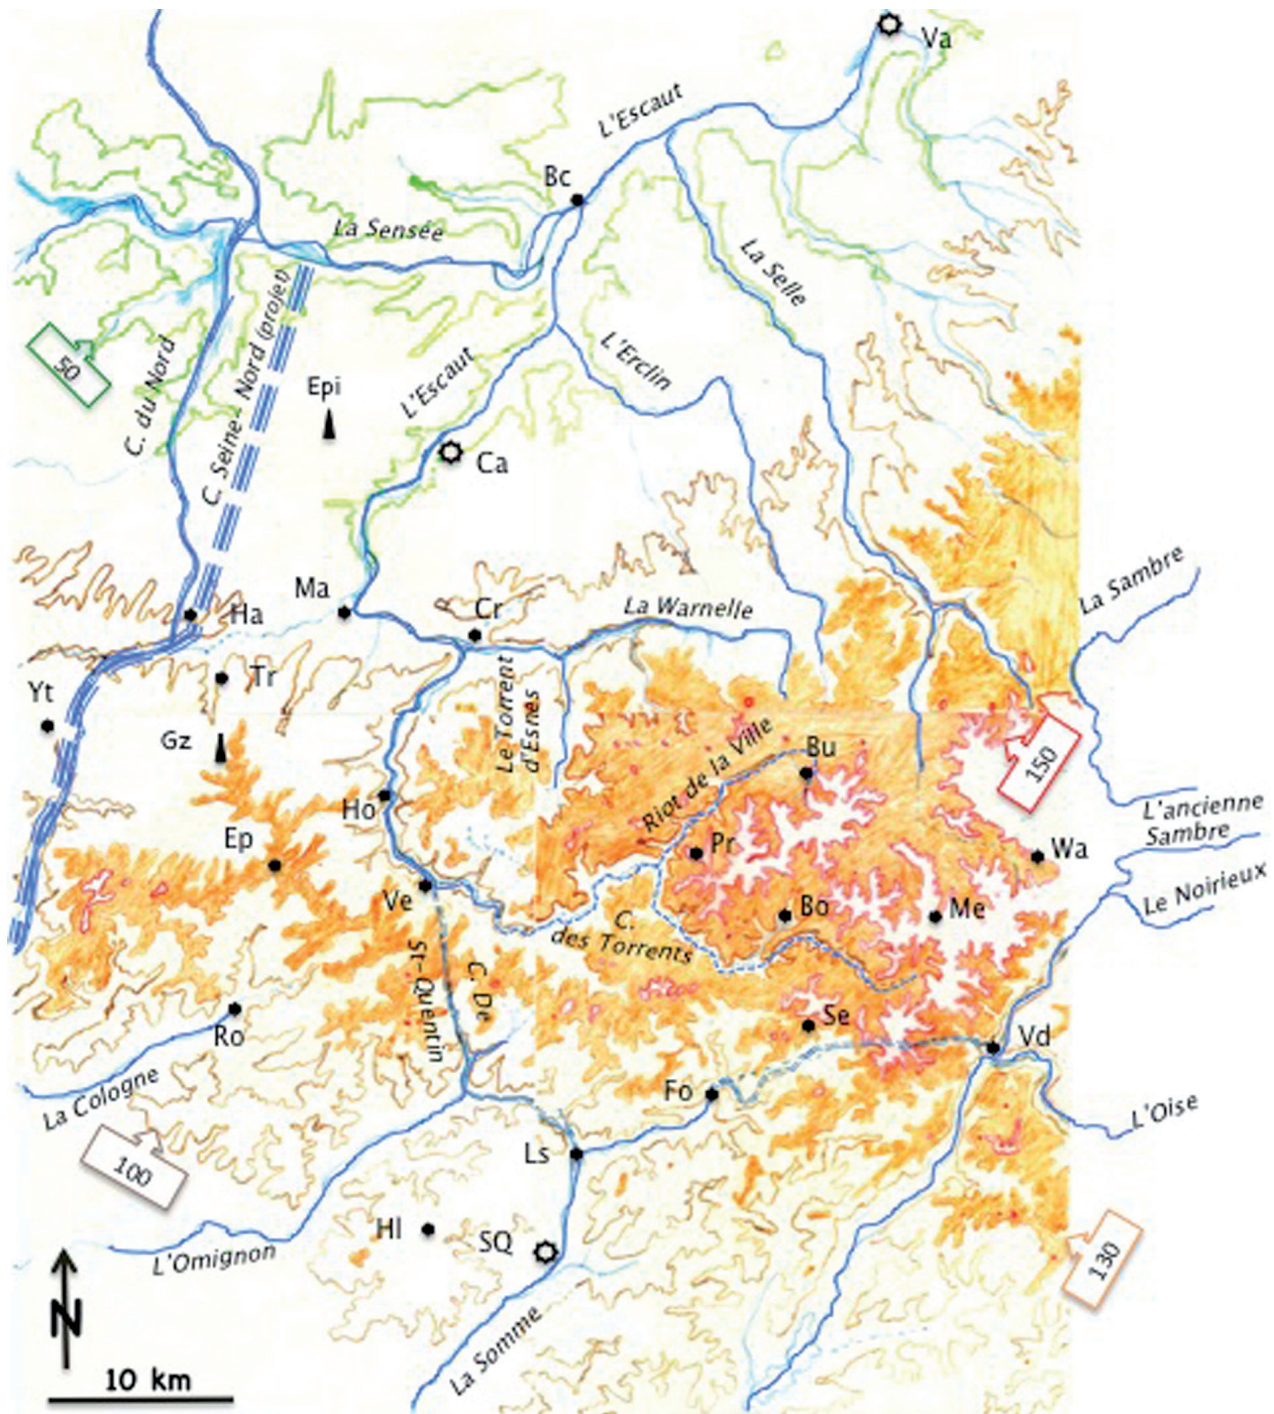 Va
L'Escaut
Bc
La Sensée
La Selle
50
C. du Nord
C. Seine - Nord (projet)
Epi
L'Escaut
L'Erclin
Ca
La Sambre
Ma
Ha
Cr
La Warnelle
Yt
Tr
Le Torrent
d'Esnes
Gz
Riot de la Ville
Bu
150
L'ancienne
Sambre
Ho
Ep
Pr
Wa
Le Noirieux
Ve
Bo
Me
C.
des Torrents
C. De
St-Quentin
Ro
Se
Vd
La Cologne
Fo
L'Oise
100
Ls
Hl
SQ
L'Omignon
130
N
La Somme
10 km